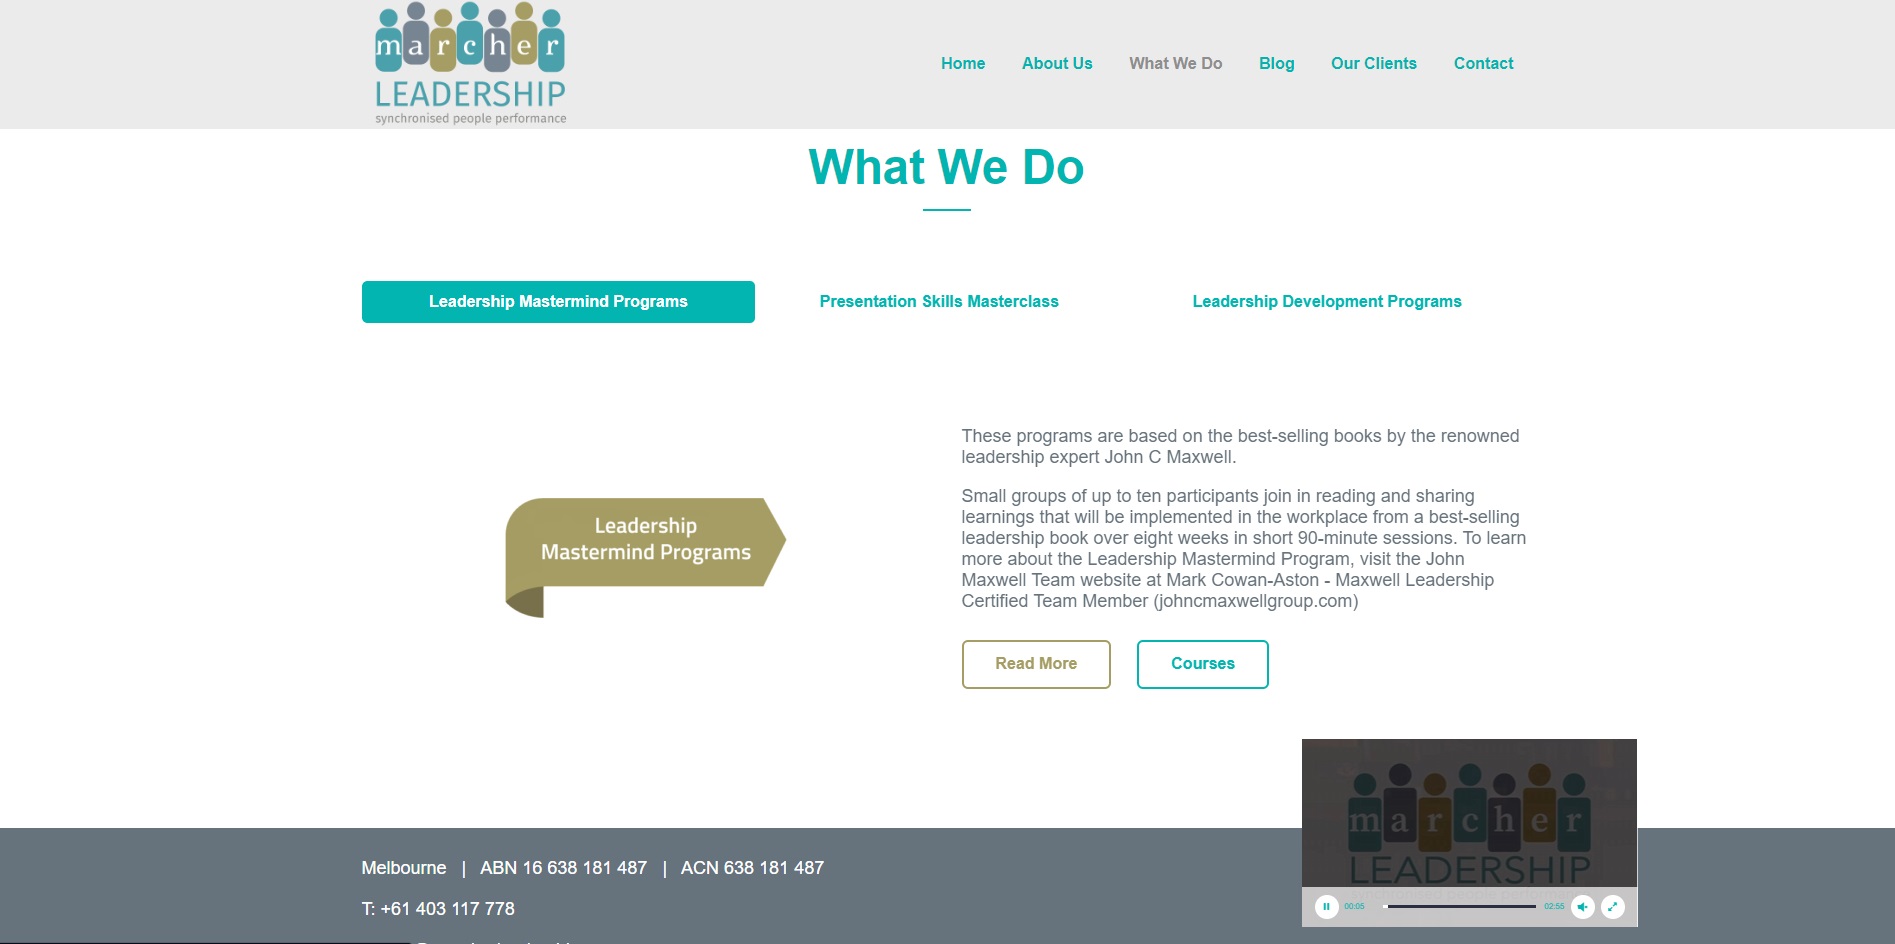 marcher
LEADERSHIP
synchronised people performance
Home
About Us
What We Do
Blog
Our Clients
Contact
What We Do
Leadership Mastermind Programs
Presentation Skills Masterclass
Leadership Development Programs
These programs are based on the best-selling books by the renowned
leadership expert John C Maxwell.
Small groups of up to ten participants join in reading and sharing
learnings that will be implemented in the workplace from a best-selling
leadership book over eight weeks in short 90-minute sessions. To learn
more about the Leadership Mastermind Program, visit the John
Maxwell Team website at Mark Cowan-Aston - Maxwell Leadership
Certified Team Member (johncmaxwellgroup.com)
Leadership
Mastermind Programs
Read More
Courses
marcher
LEADERSHIP
synchronised people performance
00:05
02:55
Melbourne | ABN 16 638 181 487 | ACN 638 181 487
T: +61 403 117 778